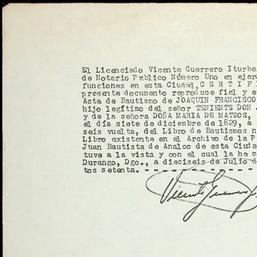 El Licenciado Vicente Guerrero Iturbe
de Notario Público Número Uno en ejer
funciones en esta Ciudad, C E R T I F
presente documento reproduce fiel y e
Acta de Bautismo de JOAQUIN FRANCISCO
hijo legítimo del señor TENIENTE DON J
y de la señora DOÑA MARIA DE MATEOS,
el día siete de diciembre de 1829, a
seis vuelta, del Libro de Bautismos n
Libro existente en el Archivo de la P
Juan Bautista de Analco de esta Ciuda
tuve a la vista y con el cual la he c
Durango, Dgo., a dieciseis de Julio d
tos setenta.
Vicente Guerrero